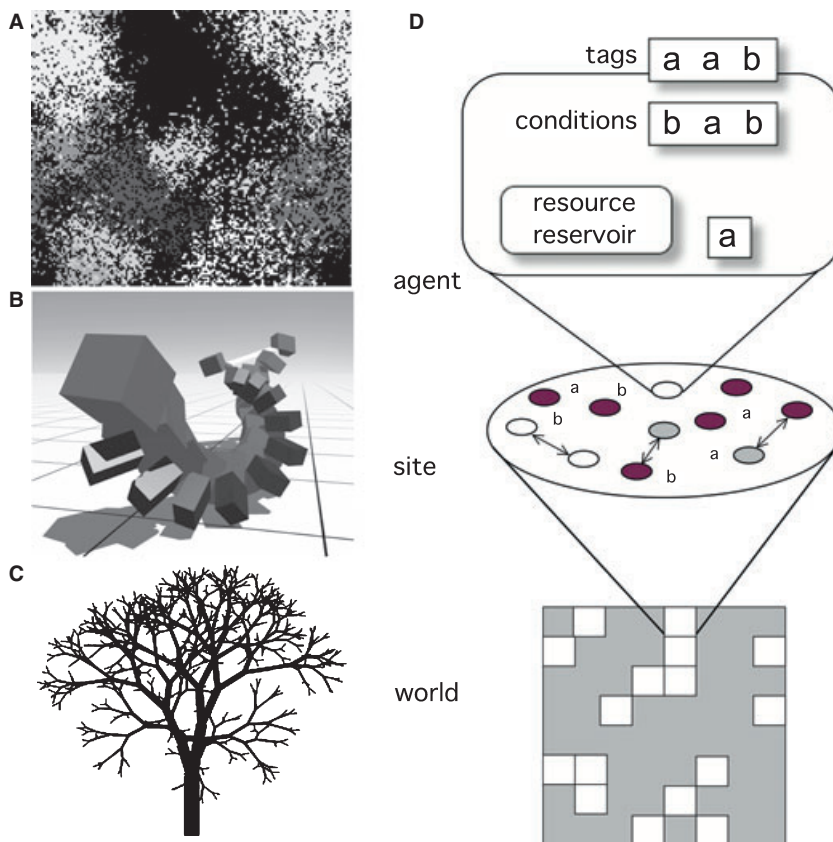 A
B
C
D
tags
a a b
conditions
b a b
resource
reservoir
a
agent
a
b
b
a
a
b
site
world